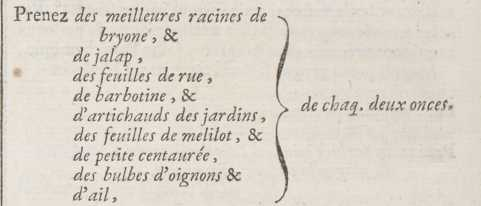 Prenez des meilleures racines de
bryone, &
de jalap,
des feuilles de rue,
de barbotine, &
d'artichauds des jardins,
des feuilles de melilot, &
de petite centaurée,
des bulbes d'oignons &
d'ail,
de chaq. deux onces.